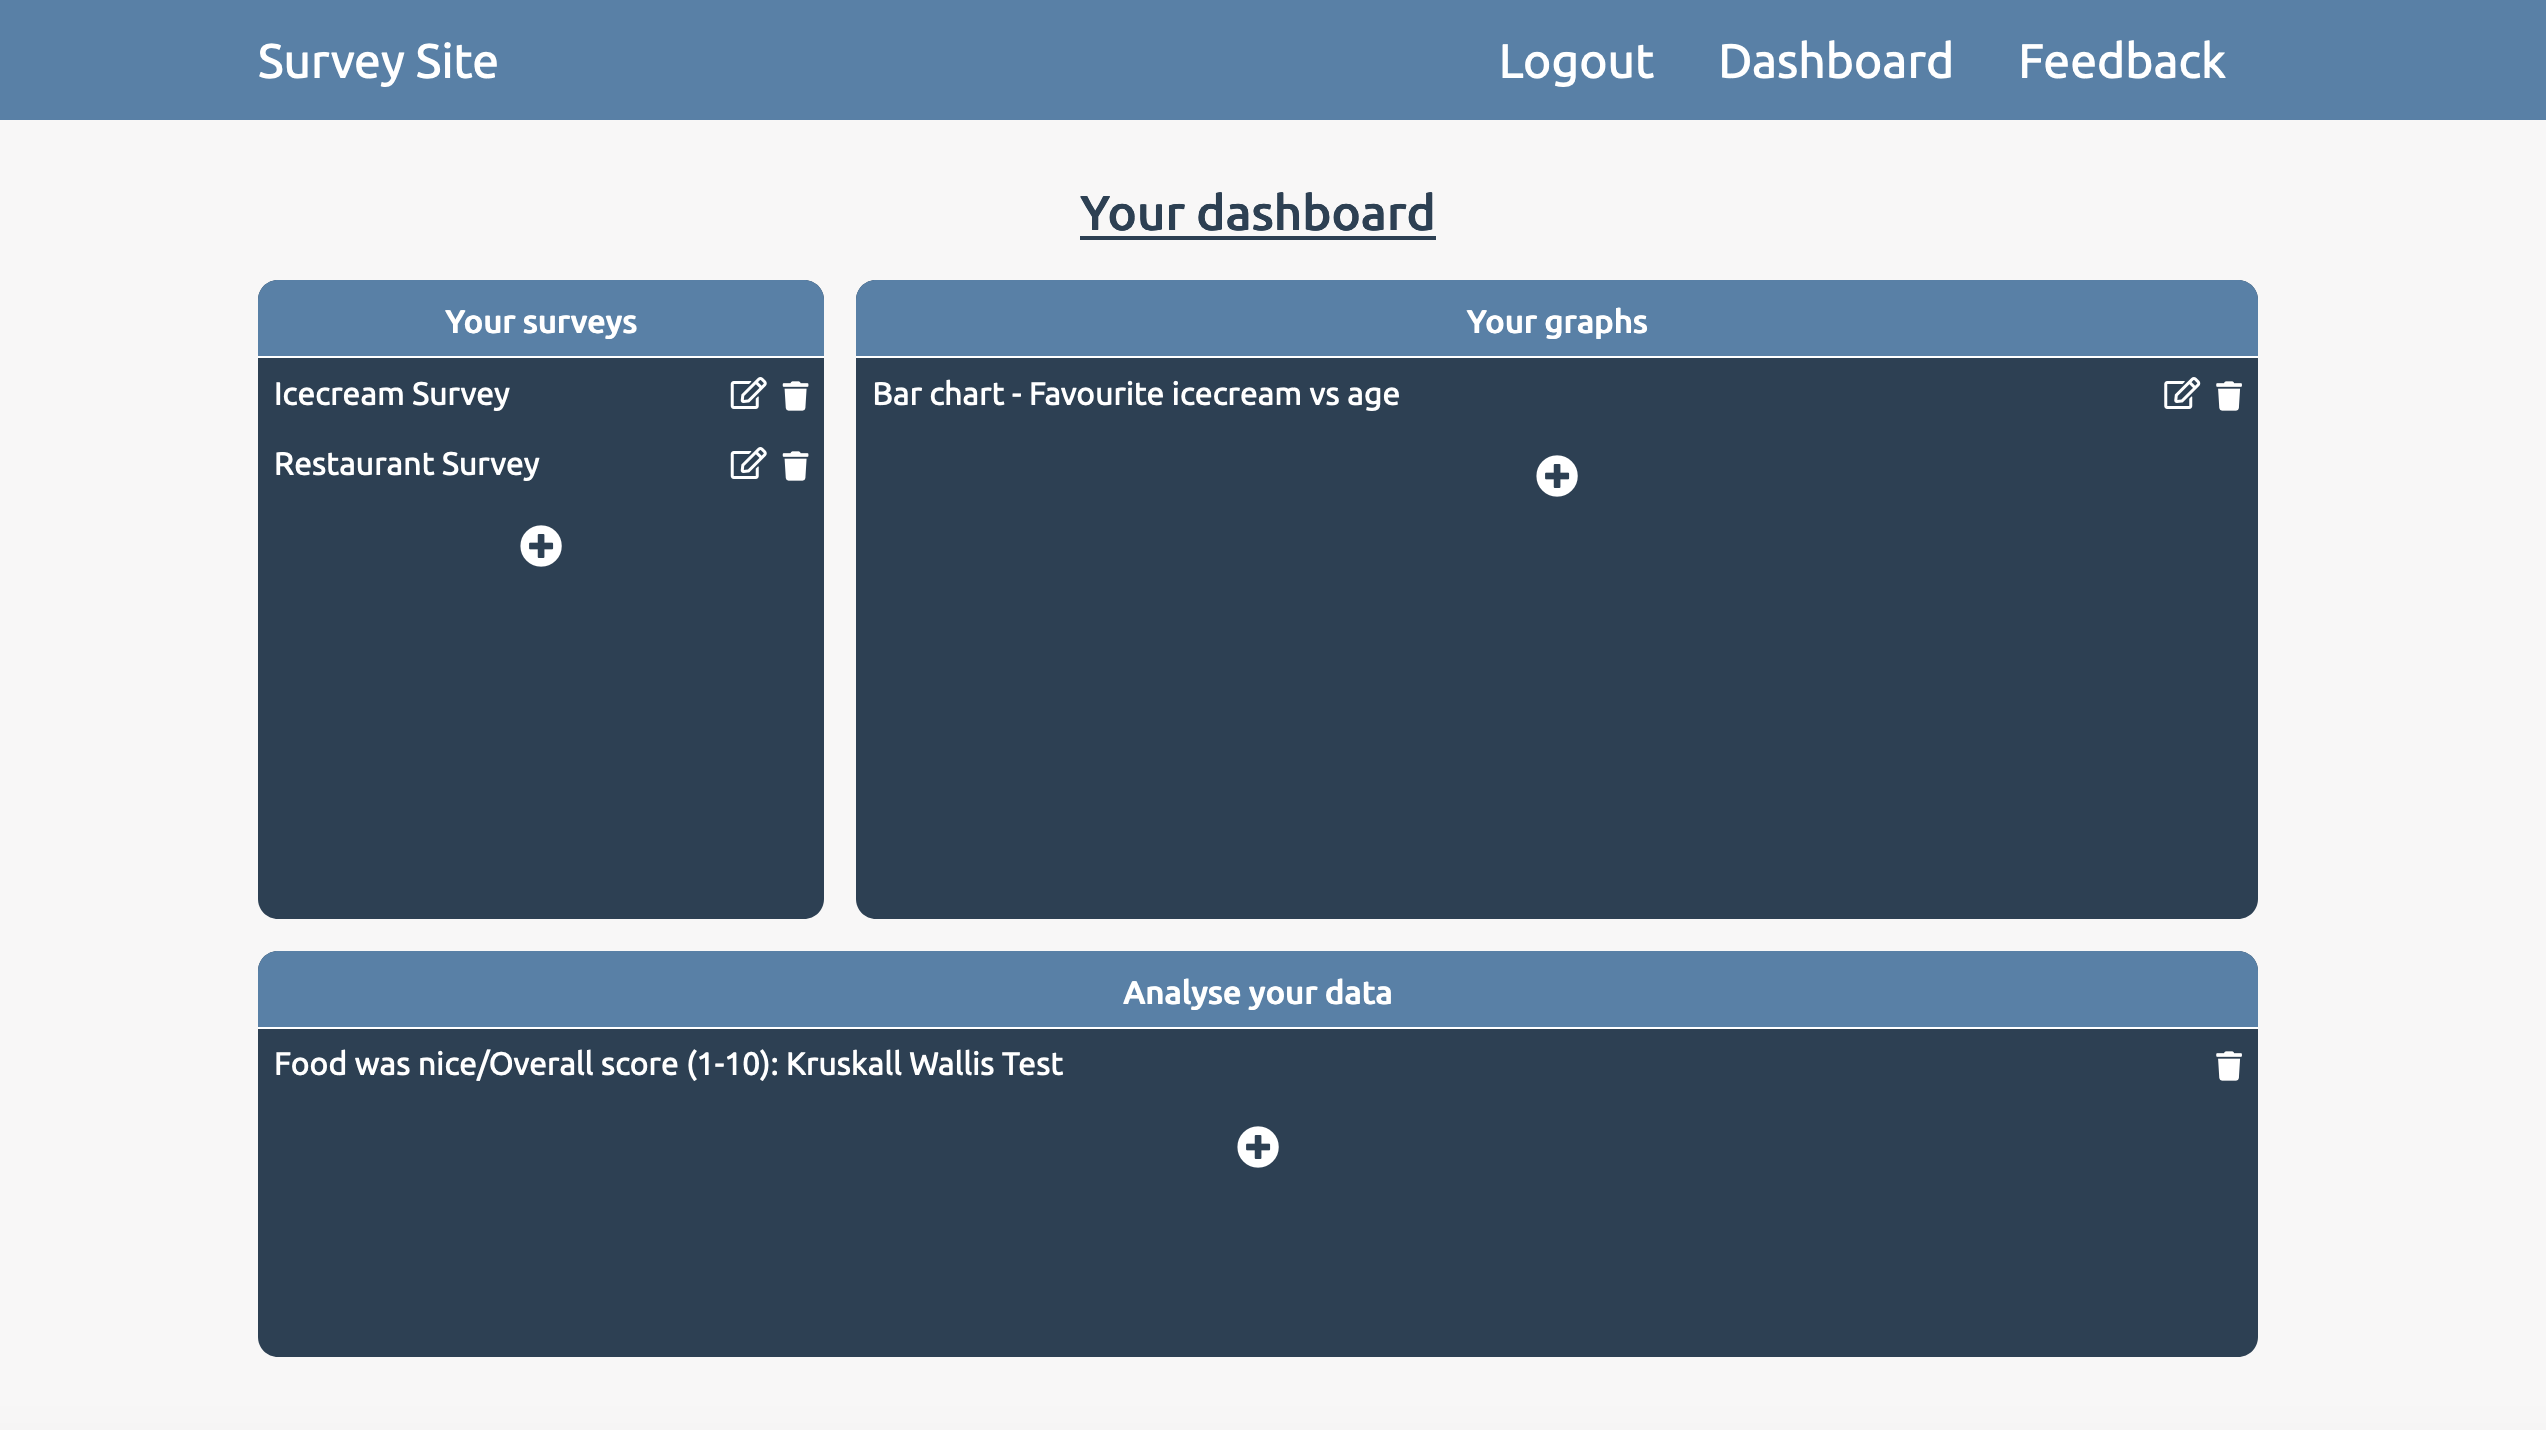 Survey Site
Logout Dashboard Feedback
Your dashboard
Your surveys
Icecream Survey
Restaurant Survey
Your graphs
Bar chart - Favourite icecream vs age
Analyse your data
Food was nice/Overall score (1-10): Kruskall Wallis Test